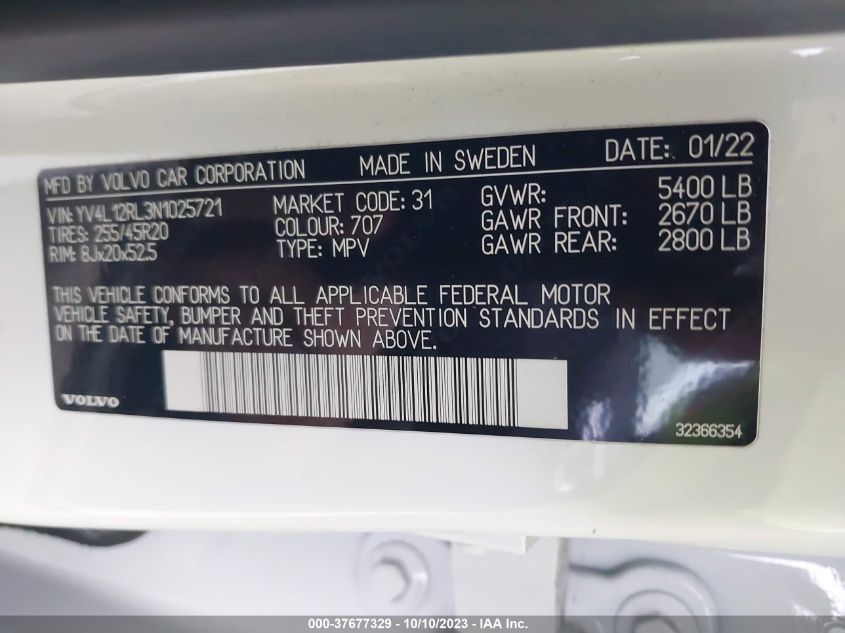 MFD BY VOLVO CAR CORPORATION MADE IN SWEDEN DATE: 01/22
VIN: YV4L12RL3N1025721 MARKET CODE: 31 GVWR: 5400 LB
TIRES: 255/45R20 COLOUR: 707 GAWR FRONT: 2670 LB
RIM: 8Jx20x52.5 TYPE: MPV GAWR REAR: 2800 LB
THIS VEHICLE CONFORMS TO ALL APPLICABLE FEDERAL MOTOR
VEHICLE SAFETY, BUMPER AND THEFT PREVENTION STANDARDS IN EFFECT
ON THE DATE OF MANUFACTURE SHOWN ABOVE.
VOLVO
32366354
000-37677329 - 10/10/2023 - IAA Inc.